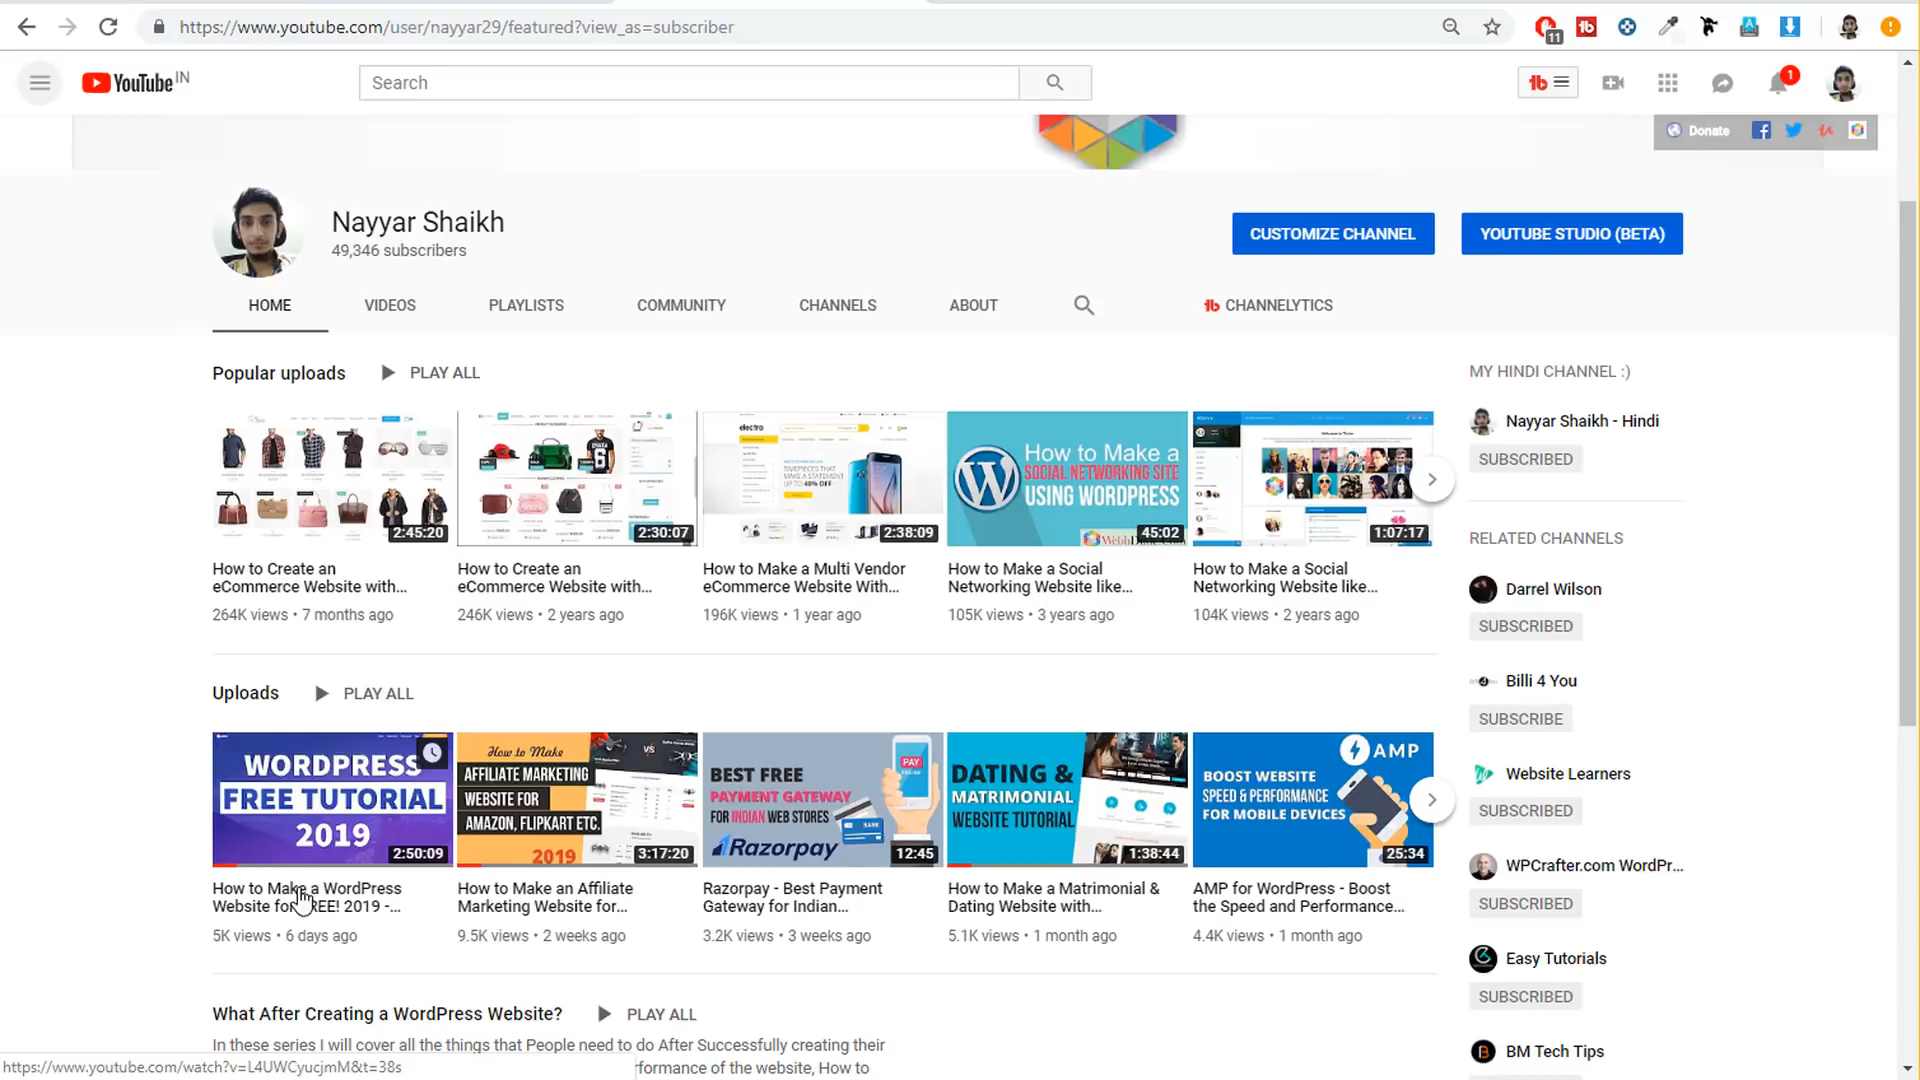 https://www.youtube.com/user/nayyar29/featured?view_as=subscriber
11
YouTube IN
Search
1
Donate
Nayyar Shaikh
49,346 subscribers
CUSTOMIZE CHANNEL
YOUTUBE STUDIO (BETA)
HOME VIDEOS PLAYLISTS COMMUNITY CHANNELS ABOUT CHANNELYTICS
Popular uploads PLAY ALL
2:45:20
2:30:07
electro
2:38:09
How to Make a
SOCIAL NETWORKING SITE
USING WORDPRESS
45:02
1:07:17
How to Create an
eCommerce Website with...
264K views • 7 months ago
How to Create an
eCommerce Website with...
246K views • 2 years ago
How to Make a Multi Vendor
eCommerce Website With...
196K views • 1 year ago
How to Make a Social
Networking Website like...
105K views • 3 years ago
How to Make a Social
Networking Website like...
104K views • 2 years ago
Uploads PLAY ALL
WORDPRESS
FREE TUTORIAL
2019
2:50:09
How to Make
AFFILIATE MARKETING
WEBSITE FOR
AMAZON, FLIPKART ETC.
2019
VS
3:17:20
BEST FREE
PAYMENT GATEWAY
FOR INDIAN WEB STORES
Razorpay
PAY
12:45
DATING &
MATRIMONIAL
WEBSITE TUTORIAL
1:38:44
AMP
BOOST WEBSITE
SPEED & PERFORMANCE
FOR MOBILE DEVICES
25:34
How to Make a WordPress
Website for FREE! 2019 -...
5K views • 6 days ago
How to Make an Affiliate
Marketing Website for...
9.5K views • 2 weeks ago
Razorpay - Best Payment
Gateway for Indian...
3.2K views • 3 weeks ago
How to Make a Matrimonial &
Dating Website with...
5.1K views • 1 month ago
AMP for WordPress - Boost
the Speed and Performance...
4.4K views • 1 month ago
What After Creating a WordPress Website? PLAY ALL
In these series I will cover all the things that People need to do After Successfully creating their
formance of the website, How to
https://www.youtube.com/watch?v=L4UWCyucjmM&t=38s
MY HINDI CHANNEL :)
Nayyar Shaikh - Hindi
SUBSCRIBED
RELATED CHANNELS
Darrel Wilson
SUBSCRIBED
Billi 4 You
SUBSCRIBE
Website Learners
SUBSCRIBED
WPCrafter.com WordPr...
SUBSCRIBED
Easy Tutorials
SUBSCRIBED
BM Tech Tips